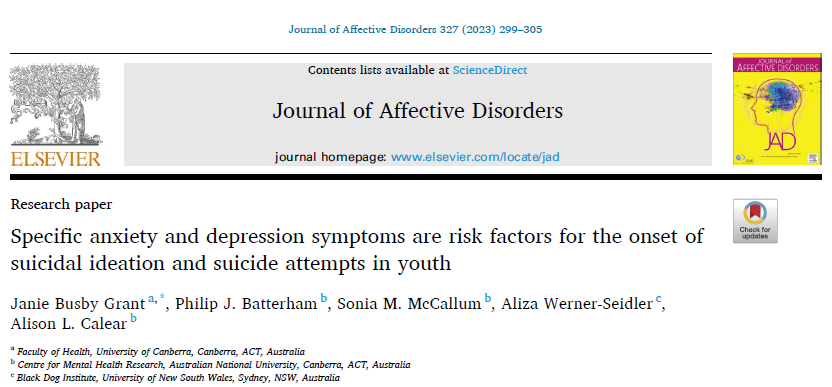 Journal of Affective Disorders 327 (2023) 299–305
Contents lists available at ScienceDirect
Journal of Affective Disorders
journal homepage: www.elsevier.com/locate/jad
ELSEVIER
JOURNAL of
AFFECTIVE DISORDERS
JAD
Research paper
Check for
updates
Specific anxiety and depression symptoms are risk factors for the onset of
suicidal ideation and suicide attempts in youth
Janie Busby Grant a,*, Philip J. Batterham b, Sonia M. McCallum b, Aliza Werner-Seidler c,
Alison L. Calear b
a Faculty of Health, University of Canberra, Canberra, ACT, Australia
b Centre for Mental Health Research, Australian National University, Canberra, ACT, Australia
c Black Dog Institute, University of New South Wales, Sydney, NSW, Australia